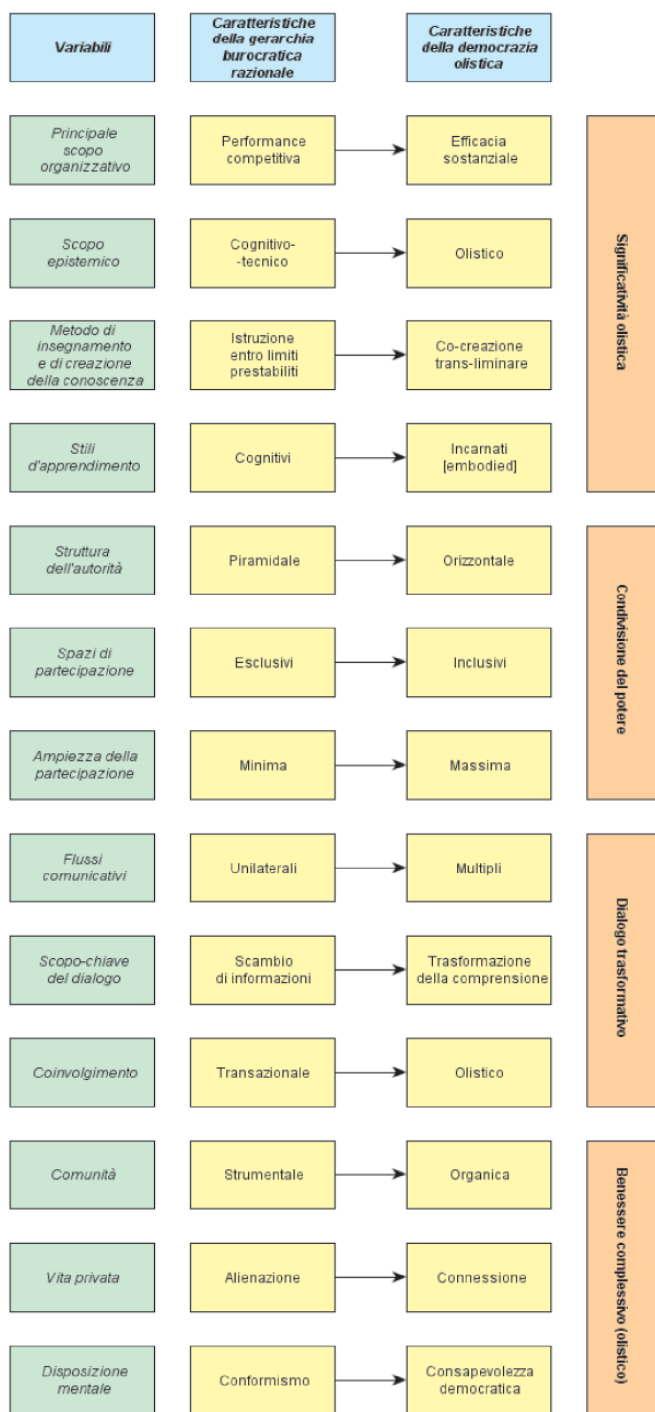 Variabili
Caratteristiche
della gerarchia
burocratica
razionale
Caratteristiche
della democrazia
olistica
Principale
scopo
organizzativo
Performance
competitiva
Efficacia
sostanziale
Scopo
epistemico
Cognitivo-
-tecnico
Olistico
Metodo di
insegnamento
e di creazione
della conoscenza
Istruzione
entro limiti
prestabiliti
Co-creazione
trans-liminare
Stili
d'apprendimento
Cognitivi
Incarnati
[embodied]
Significatività olistica
Struttura
dell'autorità
Piramidale
Orizzontale
Spazi di
partecipazione
Esclusivi
Inclusivi
Ampiezza della
partecipazione
Minima
Massima
Condivisione del potere
Flussi
comunicativi
Unilaterali
Multipli
Scopo-chiave
del dialogo
Scambio
di informazioni
Trasformazione
della comprensione
Coinvolgimento
Transazionale
Olistico
Dialogo trasformativo
Comunità
Strumentale
Organica
Vita privata
Alienazione
Connessione
Disposizione
mentale
Conformismo
Consapevolezza
democratica
Benessere complessivo (olistico)